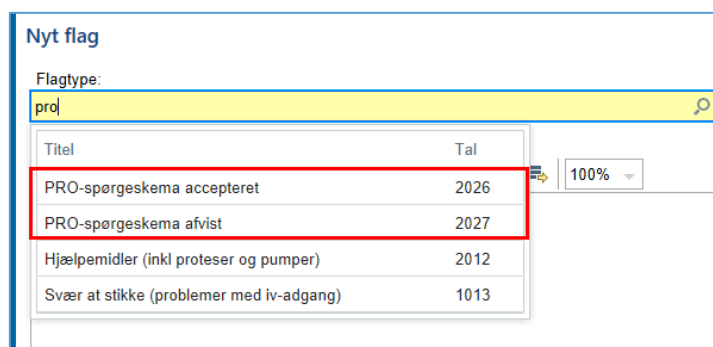 Nyt flag
Flagtype:
pro
Titel Tal
PRO-spørgeskema accepteret 2026
100%
PRO-spørgeskema afvist 2027
Hjælpemidler (inkl proteser og pumper) 2012
Svær at stikke (problemer med iv-adgang) 1013